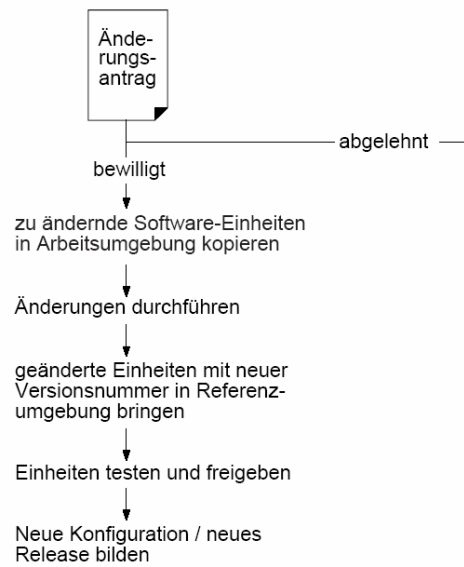 Ände-
rungs-
antrag
abgelehnt
bewilligt
zu ändernde Software-Einheiten
in Arbeitsumgebung kopieren
Änderungen durchführen
geänderte Einheiten mit neuer
Versionsnummer in Referenz-
umgebung bringen
Einheiten testen und freigeben
Neue Konfiguration / neues
Release bilden